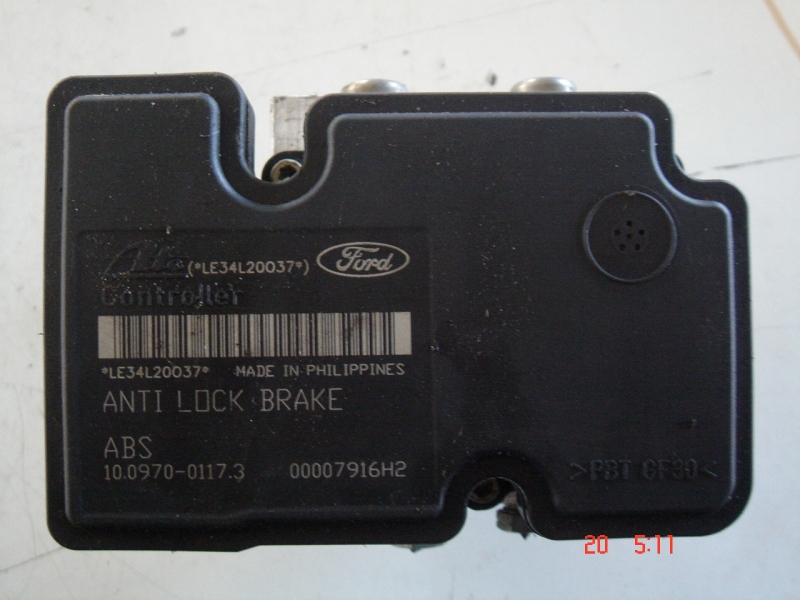 Ate (*LE34L20037*) Ford
Controller
*LE34L20037* MADE IN PHILIPPINES
ANTI LOCK BRAKE
ABS
10.0970-0117.3 00007916H2
>PBT GF30<
20 5:11